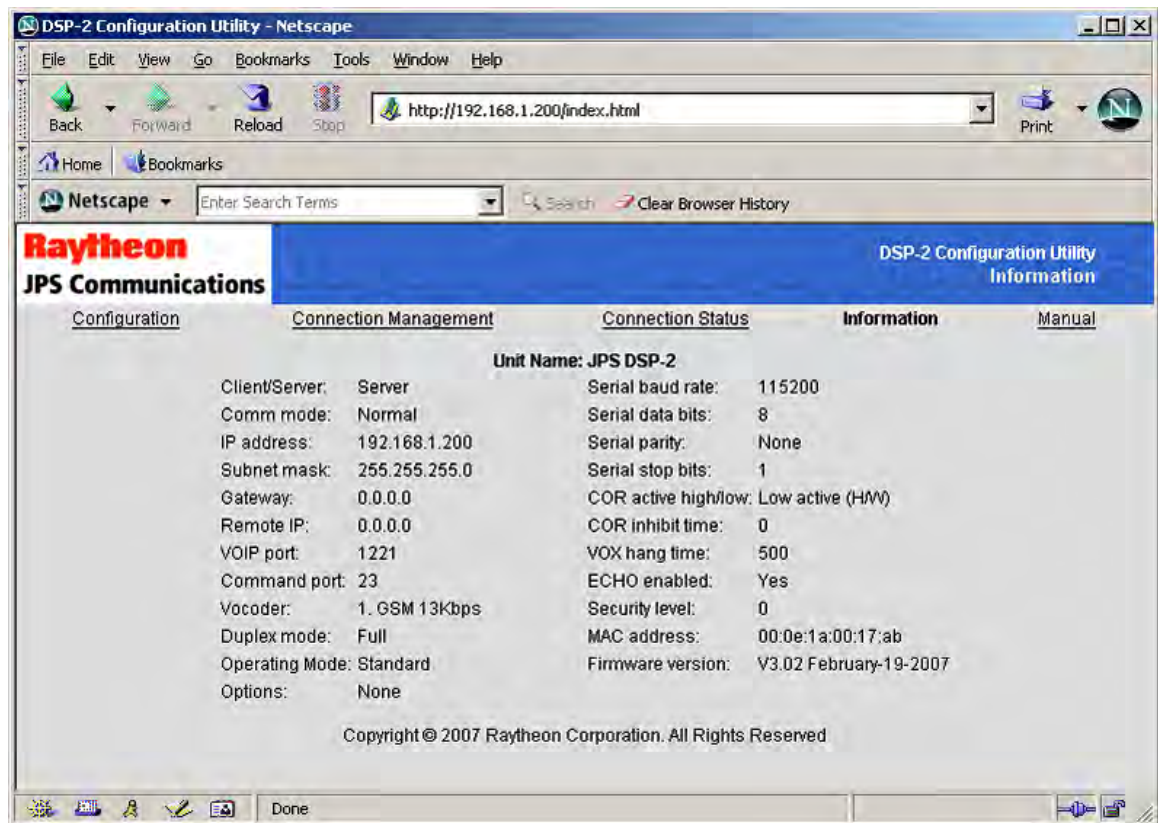 DSP-2 Configuration Utility - Netscape
File Edit View Go Bookmarks Tools Window Help
Back Forward Reload Stop http://192.168.1.200/index.html Print N
Home Bookmarks
Netscape Enter Search Terms Search Clear Browser History
Raytheon
JPS Communications
DSP-2 Configuration Utility
Information
Configuration Connection Management Connection Status Information Manual
Unit Name: JPS DSP-2
Client/Server: Server Serial baud rate: 115200
Comm mode: Normal Serial data bits: 8
IP address: 192.168.1.200 Serial parity: None
Subnet mask: 255.255.255.0 Serial stop bits: 1
Gateway: 0.0.0.0 COR active high/low: Low active (H/W)
Remote IP: 0.0.0.0 COR inhibit time: 0
VOIP port: 1221 VOX hang time: 500
Command port: 23 ECHO enabled: Yes
Vocoder: 1. GSM 13Kbps Security level: 0
Duplex mode: Full MAC address: 00:0e:1a:00:17:ab
Operating Mode: Standard Firmware version: V3.02 February-19-2007
Options: None
Copyright © 2007 Raytheon Corporation. All Rights Reserved
Done